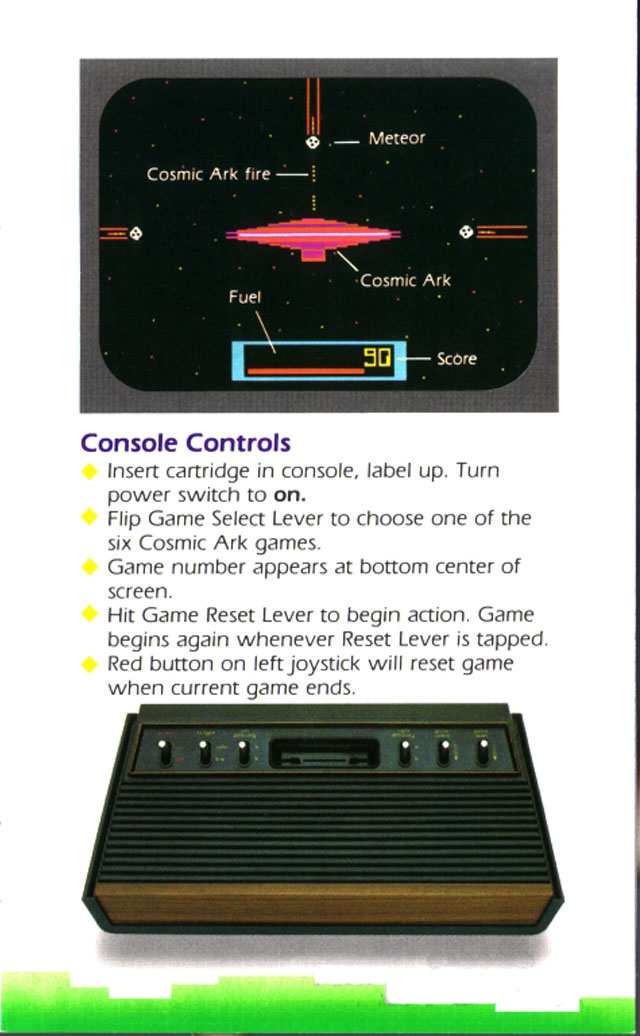 Meteor
Cosmic Ark fire
Cosmic Ark
Fuel
90
Score
Console Controls
Insert cartridge in console, label up. Turn
power switch to on.
Flip Game Select Lever to choose one of the
six Cosmic Ark games.
Game number appears at bottom center of
screen.
Hit Game Reset Lever to begin action. Game
begins again whenever Reset Lever is tapped.
Red button on left joystick will reset game
when current game ends.